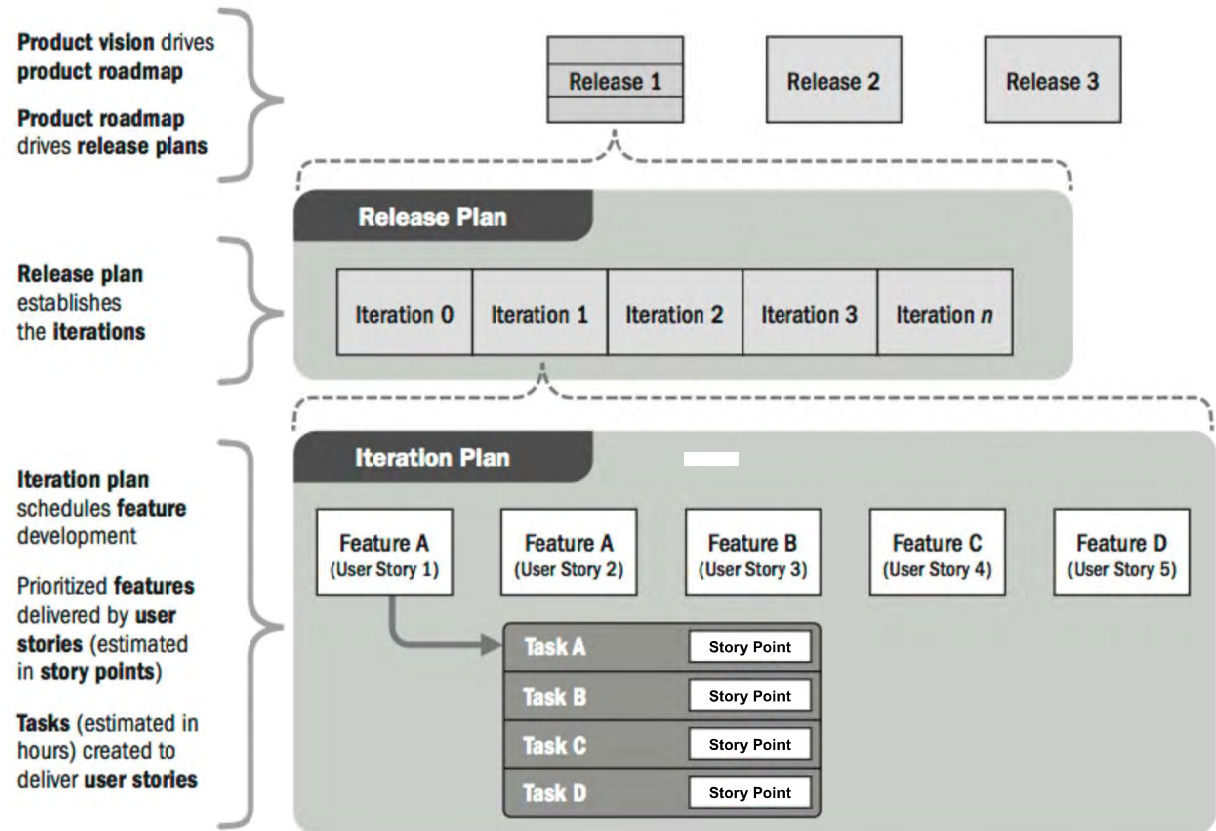 Product vision drives
product roadmap
Product roadmap
drives release plans
Release 1
Release 2
Release 3
Release Plan
Release plan
establishes
the iterations
Iteration 0
Iteration 1
Iteration 2
Iteration 3
Iteration n
Iteration Plan
Iteration plan
schedules feature
development
Prioritized features
delivered by user
stories (estimated
in story points)
Tasks (estimated in
hours) created to
deliver user stories
Feature A
(User Story 1)
Feature A
(User Story 2)
Feature B
(User Story 3)
Feature C
(User Story 4)
Feature D
(User Story 5)
Task A
Story Point
Task B
Story Point
Task C
Story Point
Task D
Story Point